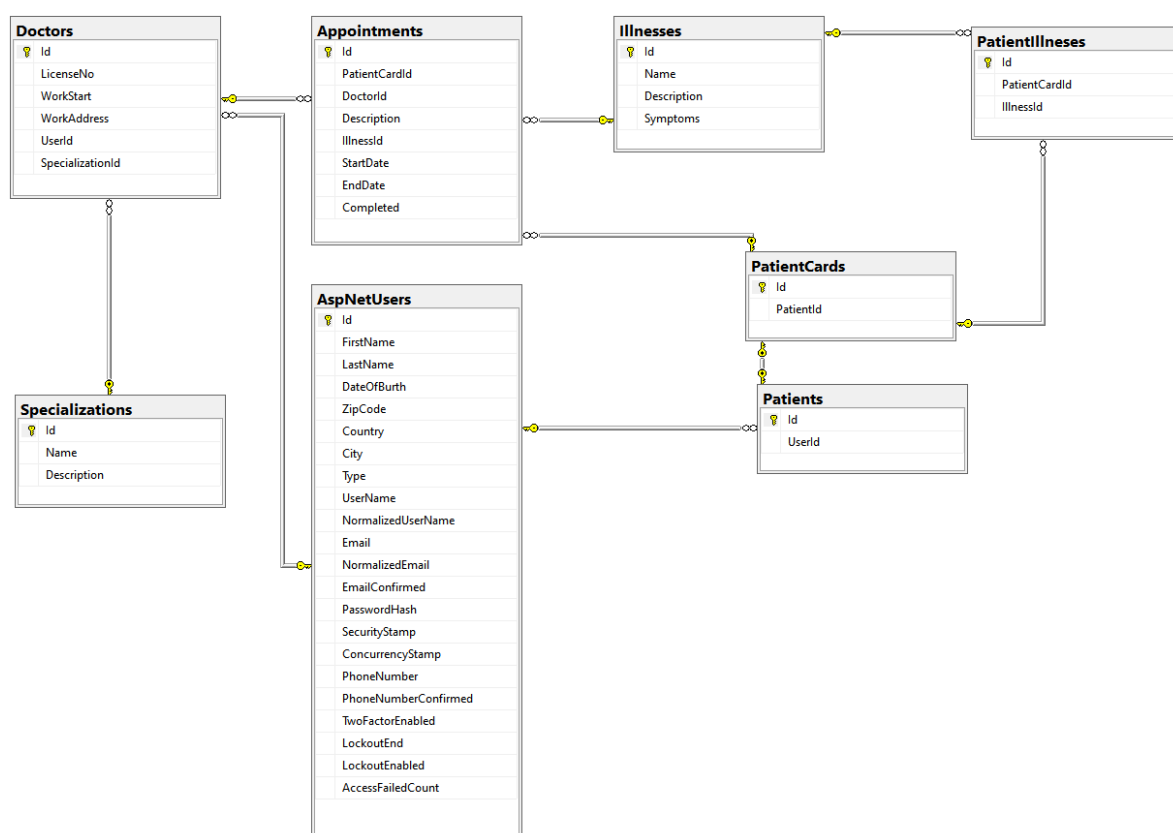 Doctors
Id
LicenseNo
WorkStart
WorkAddress
UserId
SpecializationId
Appointments
Id
PatientCardId
DoctorId
Description
IllnessId
StartDate
EndDate
Completed
Illnesses
Id
Name
Description
Symptoms
PatientIllneses
Id
PatientCardId
IllnessId
PatientCards
Id
PatientId
AspNetUsers
Id
FirstName
LastName
DateOfBurth
ZipCode
Country
City
Type
UserName
NormalizedUserName
Email
NormalizedEmail
EmailConfirmed
PasswordHash
SecurityStamp
ConcurrencyStamp
PhoneNumber
PhoneNumberConfirmed
TwoFactorEnabled
LockoutEnd
LockoutEnabled
AccessFailedCount
Patients
Id
UserId
Specializations
Id
Name
Description